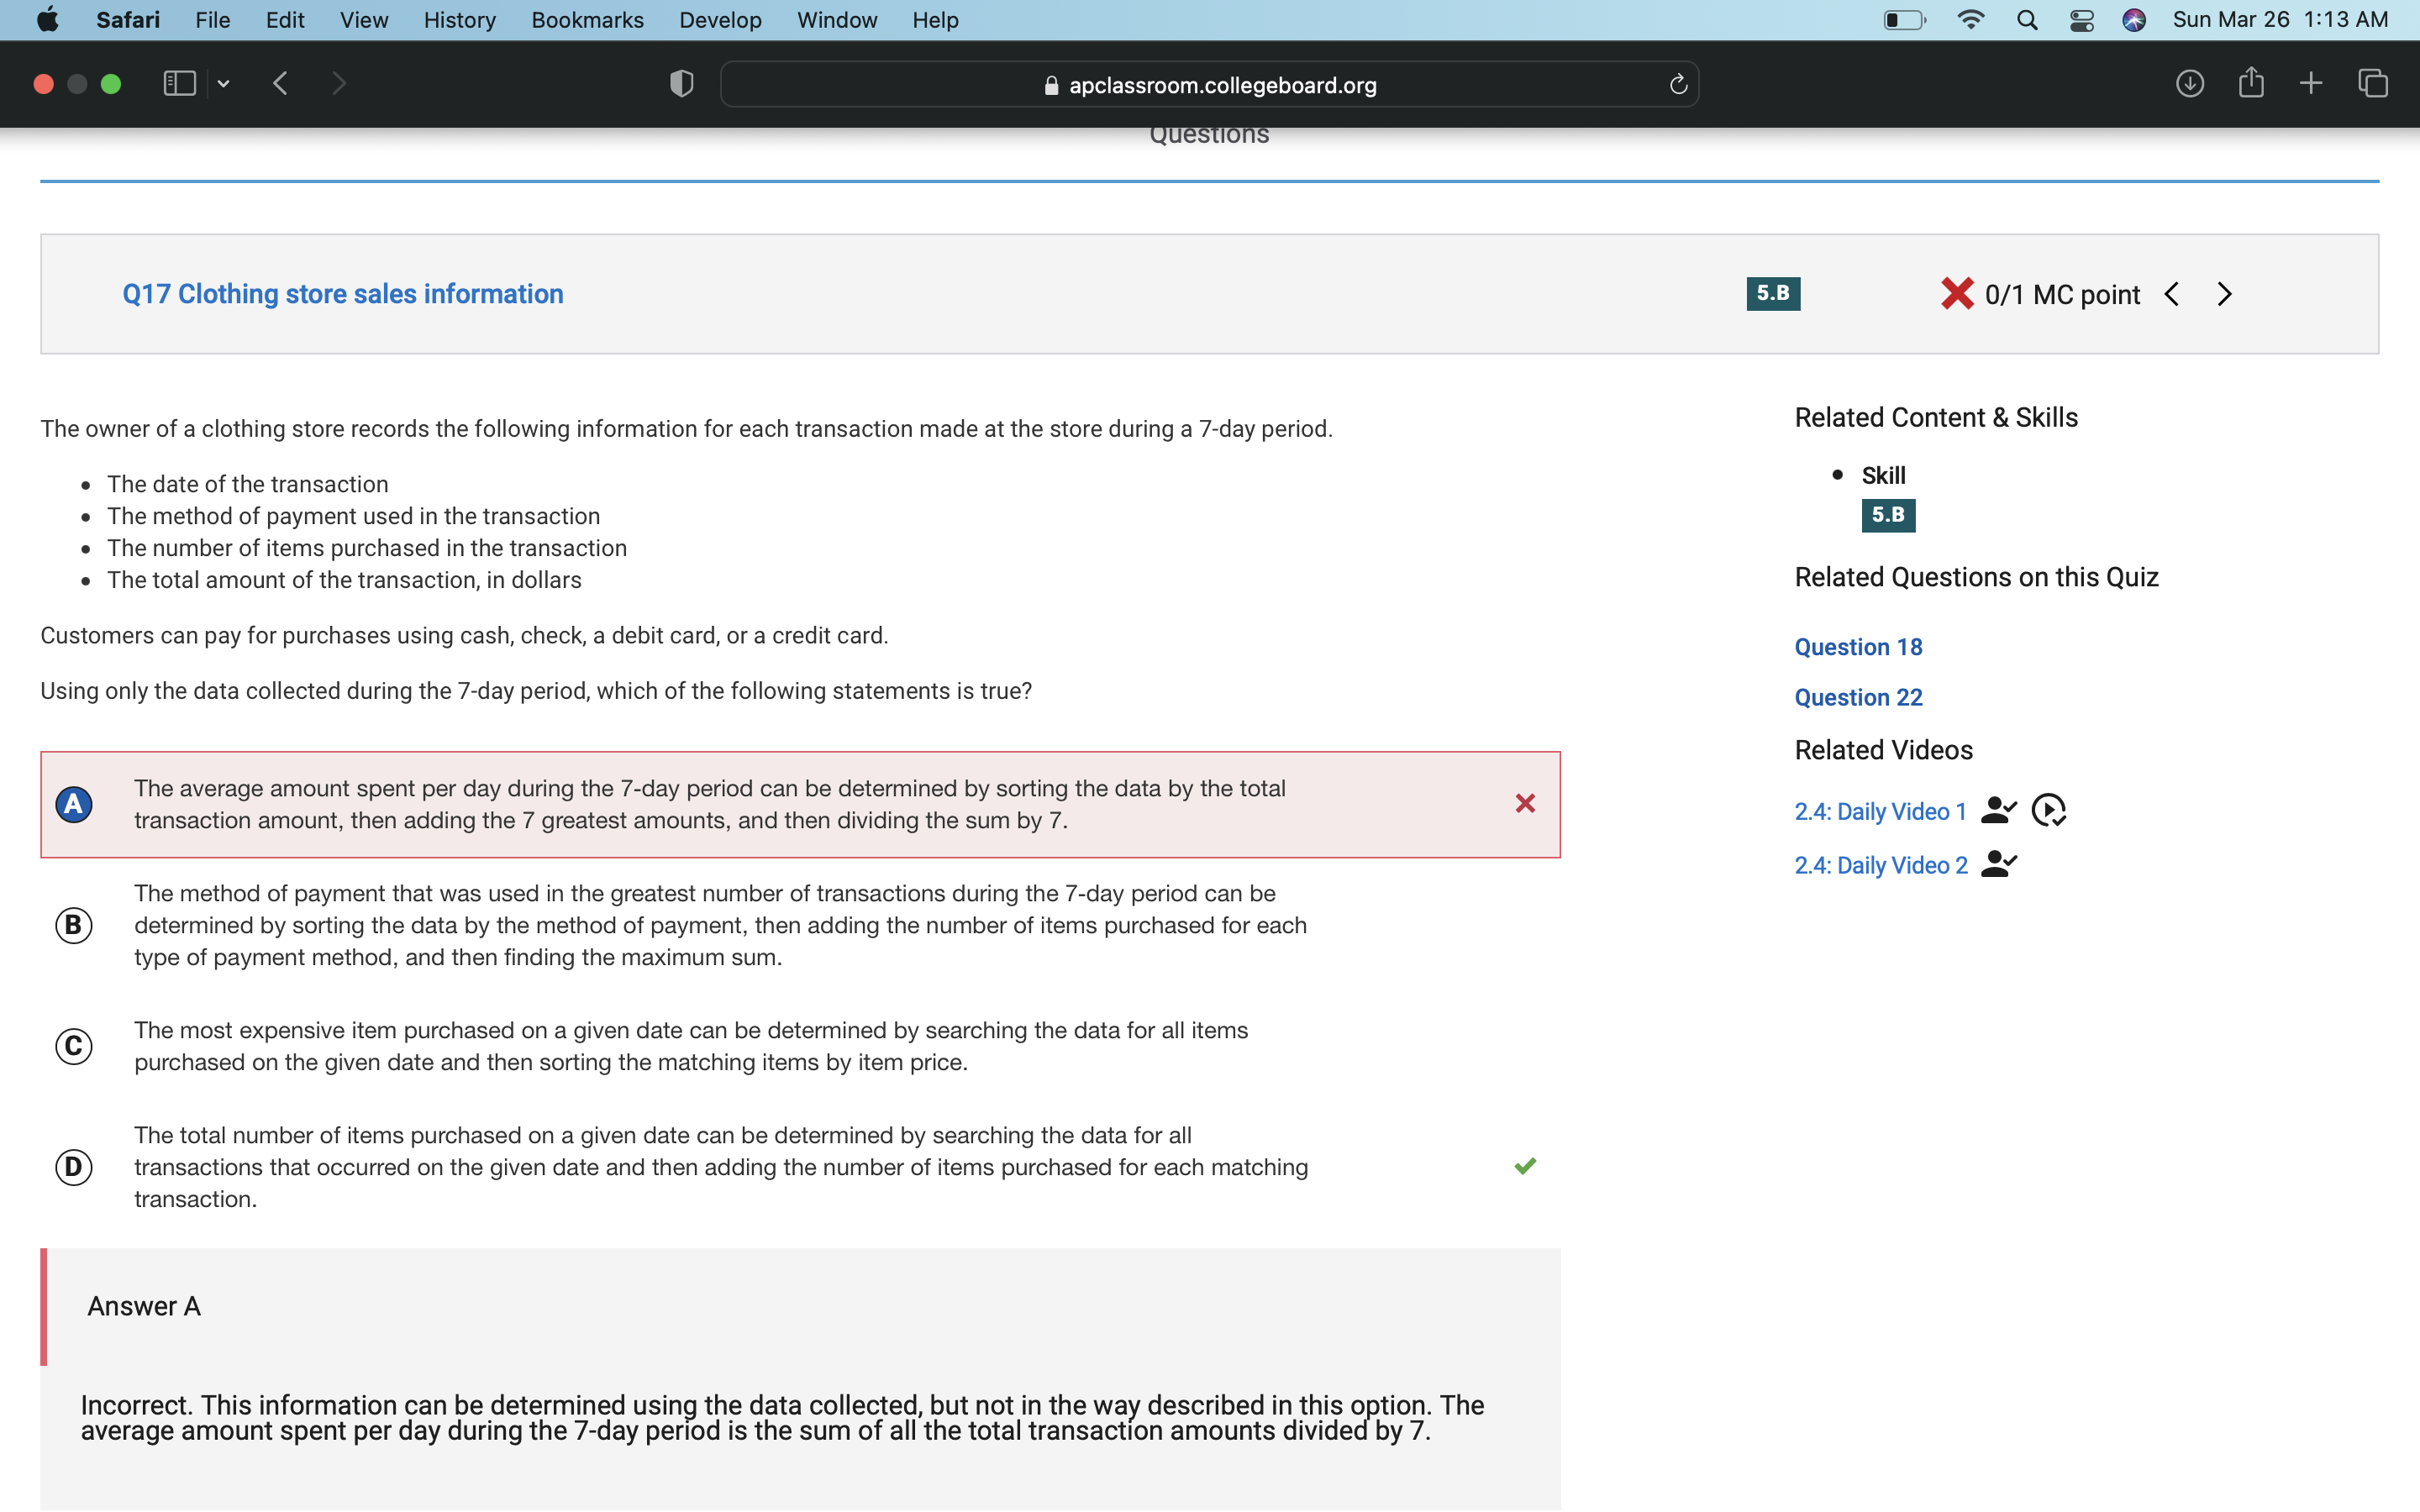 Safari File Edit View History Bookmarks Develop Window Help Sun Mar 26 1:13 AM
apclassroom.collegeboard.org
Questions
Q17 Clothing store sales information 5.B 0/1 MC point
The owner of a clothing store records the following information for each transaction made at the store during a 7-day period.
• The date of the transaction
• The method of payment used in the transaction
• The number of items purchased in the transaction
• The total amount of the transaction, in dollars
Customers can pay for purchases using cash, check, a debit card, or a credit card.
Using only the data collected during the 7-day period, which of the following statements is true?
A The average amount spent per day during the 7-day period can be determined by sorting the data by the total
transaction amount, then adding the 7 greatest amounts, and then dividing the sum by 7.
The method of payment that was used in the greatest number of transactions during the 7-day period can be
B determined by sorting the data by the method of payment, then adding the number of items purchased for each
type of payment method, and then finding the maximum sum.
C The most expensive item purchased on a given date can be determined by searching the data for all items
purchased on the given date and then sorting the matching items by item price.
The total number of items purchased on a given date can be determined by searching the data for all
D transactions that occurred on the given date and then adding the number of items purchased for each matching
transaction.
Answer A
Incorrect. This information can be determined using the data collected, but not in the way described in this option. The
average amount spent per day during the 7-day period is the sum of all the total transaction amounts divided by 7.
Related Content & Skills
• Skill
5.B
Related Questions on this Quiz
Question 18
Question 22
Related Videos
2.4: Daily Video 1
2.4: Daily Video 2